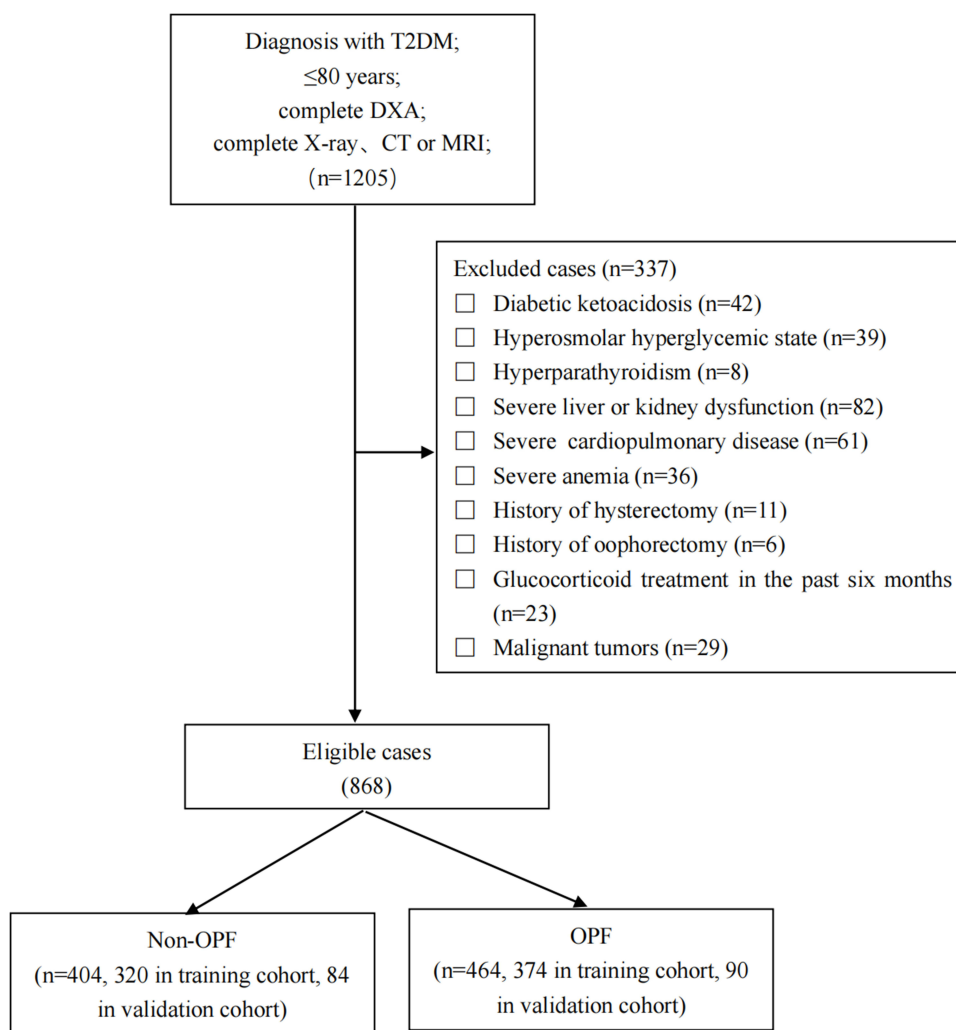 Diagnosis with T2DM;
≤80 years;
complete DXA;
complete X-ray、CT or MRI;
（n=1205）
Excluded cases (n=337)
□ Diabetic ketoacidosis (n=42)
□ Hyperosmolar hyperglycemic state (n=39)
□ Hyperparathyroidism (n=8)
□ Severe liver or kidney dysfunction (n=82)
□ Severe cardiopulmonary disease (n=61)
□ Severe anemia (n=36)
□ History of hysterectomy (n=11)
□ History of oophorectomy (n=6)
□ Glucocorticoid treatment in the past six months
(n=23)
□ Malignant tumors (n=29)
Eligible cases
(868)
Non-OPF
(n=404, 320 in training cohort, 84
in validation cohort)
OPF
(n=464, 374 in training cohort, 90
in validation cohort)